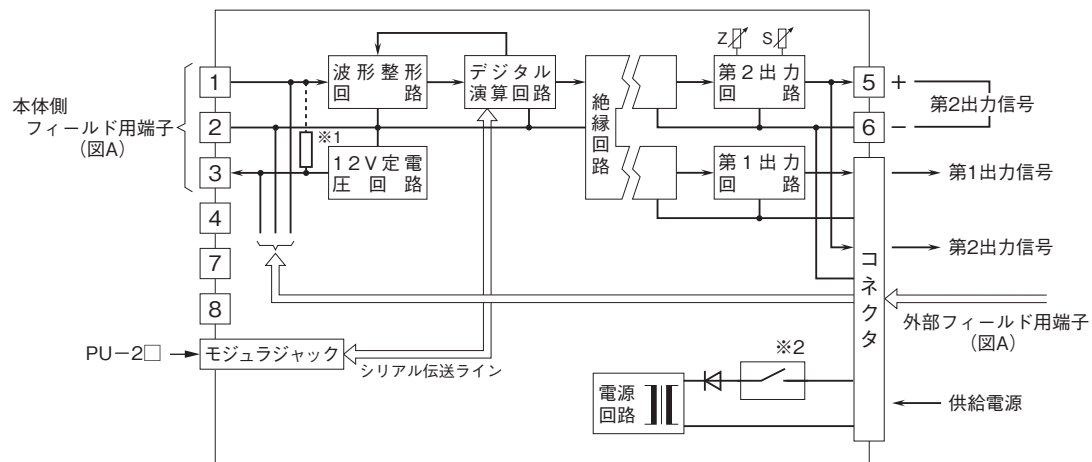 Z
S
1
2
3
4
7
8
本体側
フィールド用端子
(図A)
波形整形
回路
デジタル
演算回路
※1
12V定電
圧回路
絶縁回路
第2出力
回路
第1出力
回路
5
+
6
−
第2出力信号
第1出力信号
第2出力信号
コネクタ
外部フィールド用端子
(図A)
PU−2□
モジュラジャック
シリアル伝送ライン
※2
電源
回路
供給電源